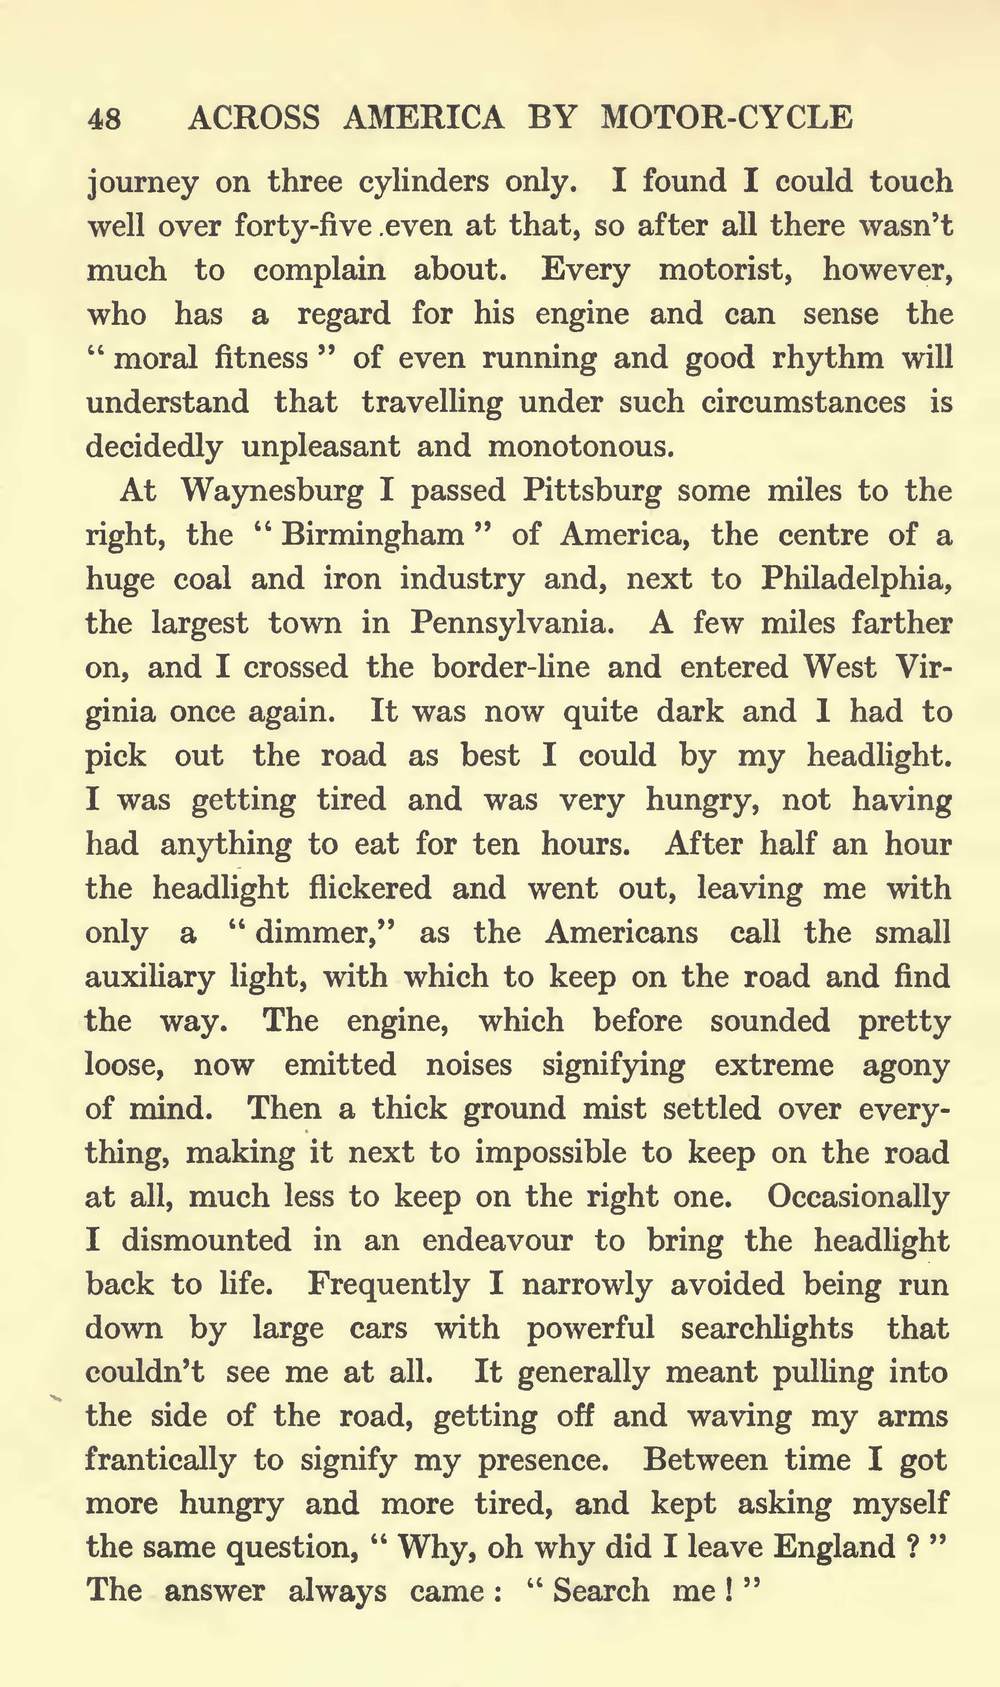 48 ACROSS AMERICA BY MOTOR-CYCLE
journey on three cylinders only. I found I could touch
well over forty-five .even at that, so after all there wasn't
much to complain about. Every motorist, however,
who has a regard for his engine and can sense the
“ moral fitness ” of even running and good rhythm will
understand that travelling under such circumstances is
decidedly unpleasant and monotonous.
At Waynesburg I passed Pittsburg some miles to the
right, the “ Birmingham ” of America, the centre of a
huge coal and iron industry and, next to Philadelphia,
the largest town in Pennsylvania. A few miles farther
on, and I crossed the border-line and entered West Vir-
ginia once again. It was now quite dark and I had to
pick out the road as best I could by my headlight.
I was getting tired and was very hungry, not having
had anything to eat for ten hours. After half an hour
the headlight flickered and went out, leaving me with
only a “ dimmer,” as the Americans call the small
auxiliary light, with which to keep on the road and find
the way. The engine, which before sounded pretty
loose, now emitted noises signifying extreme agony
of mind. Then a thick ground mist settled over every-
thing, making it next to impossible to keep on the road
at all, much less to keep on the right one. Occasionally
I dismounted in an endeavour to bring the headlight
back to life. Frequently I narrowly avoided being run
down by large cars with powerful searchlights that
couldn't see me at all. It generally meant pulling into
the side of the road, getting off and waving my arms
frantically to signify my presence. Between time I got
more hungry and more tired, and kept asking myself
the same question, “ Why, oh why did I leave England ? ”
The answer always came : “ Search me ! ”